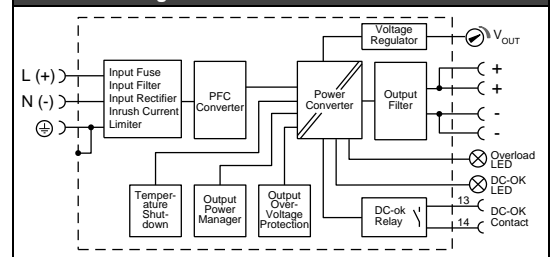 Voltage
Regulator
V OUT
L (+)
N (-)
Input Fuse
Input Filter
Input Rectifier
Inrush Current
Limiter
PFC
Converter
Power
Converter
Output
Filter
+
+
-
-
Overload
LED
DC-OK
LED
Temper-
ature
Shut-
down
Output
Power
Manager
Output
Over-
Voltage
Protection
DC-ok
Relay
13
14
DC-OK
Contact